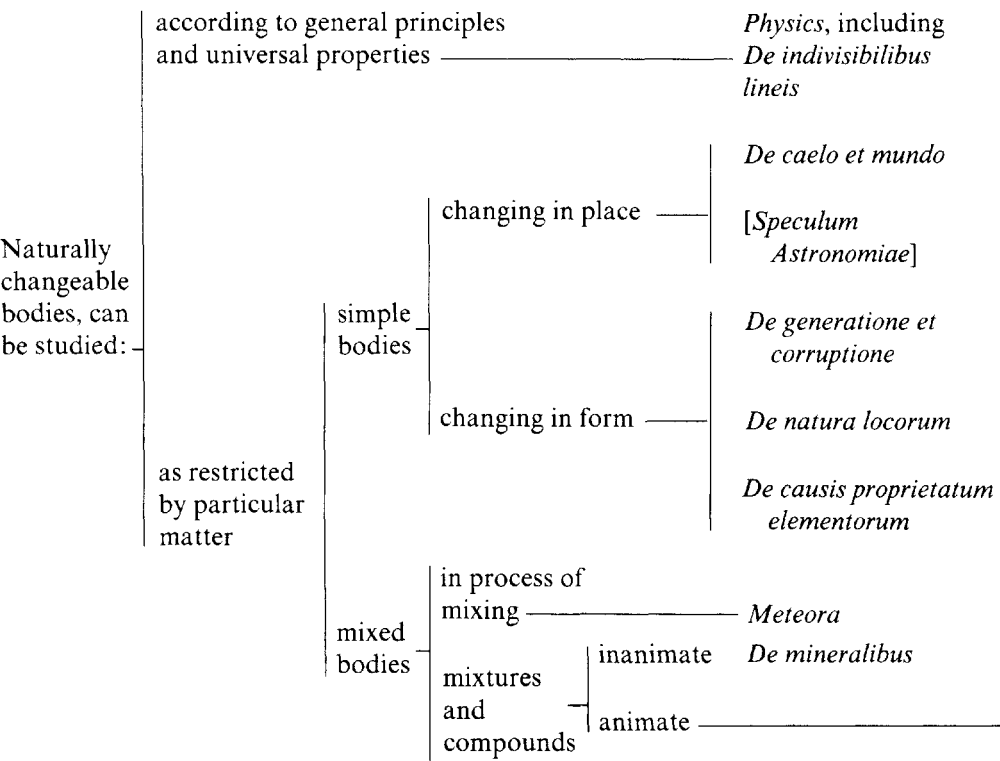 according to general principles
and universal properties
Physics, including
De indivisibilibus
lineis
Naturally
changeable
bodies, can
be studied:
as restricted
by particular
matter
simple
bodies
changing in place
De caelo et mundo
[Speculum
Astronomiae]
changing in form
De generatione et
corruptione
De natura locorum
De causis proprietatum
elementorum
mixed
bodies
in process of
mixing
Meteora
mixtures
and
compounds
inanimate
De mineralibus
animate